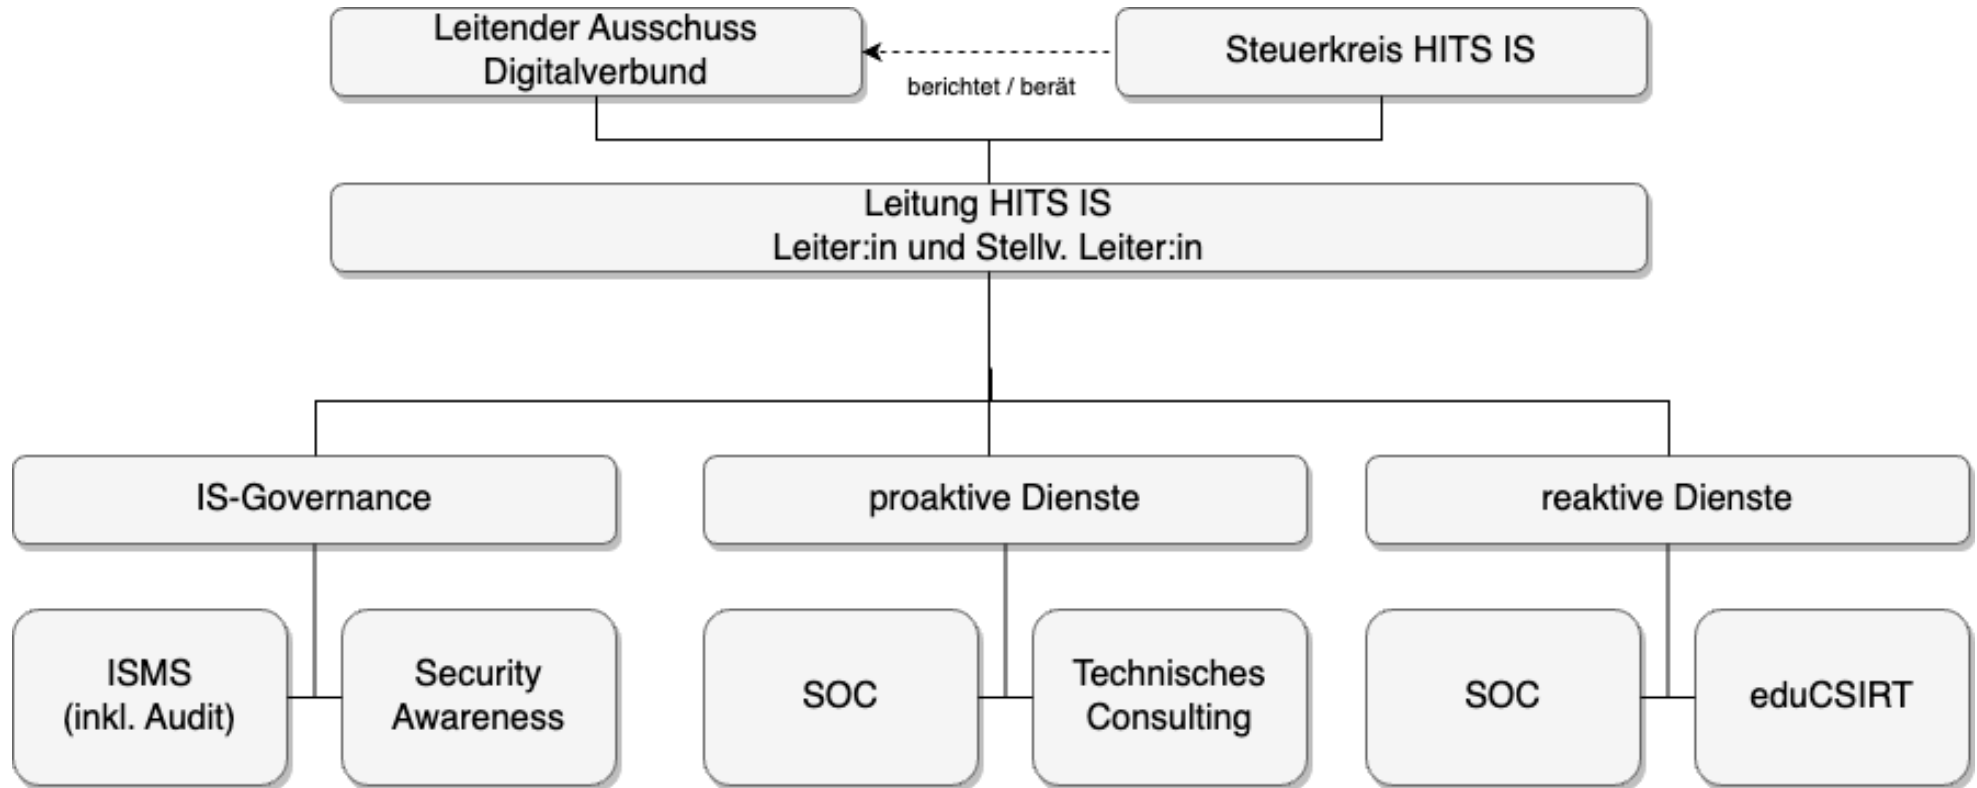 Leitender Ausschuss
Digitalverbund
berichtet / berät
Steuerkreis HITS IS
Leitung HITS IS
Leiter:in und Stellv. Leiter:in
IS-Governance
proaktive Dienste
reaktive Dienste
ISMS
(inkl. Audit)
Security
Awareness
SOC
Technisches
Consulting
SOC
eduCSIRT